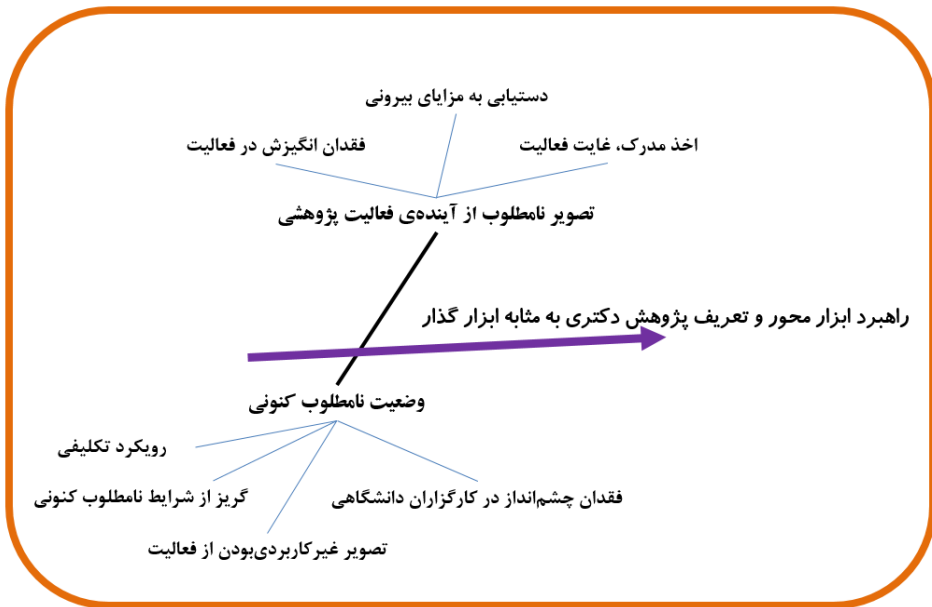 دستیابی به مزایای بیرونی
اخذ مدرک، غایت فعالیت
فقدان انگیزش در فعالیت
تصویر نامطلوب از آینده‌ی فعالیت پژوهشی
راهبرد ابزار محور و تعریف پژوهش دکتری به مثابه ابزار گذار
وضعیت نامطلوب کنونی
رویکرد تکلیفی
فقدان چشم‌انداز در کارگزاران دانشگاهی
گریز از شرایط نامطلوب کنونی
تصویر غیرکاربردی‌بودن از فعالیت